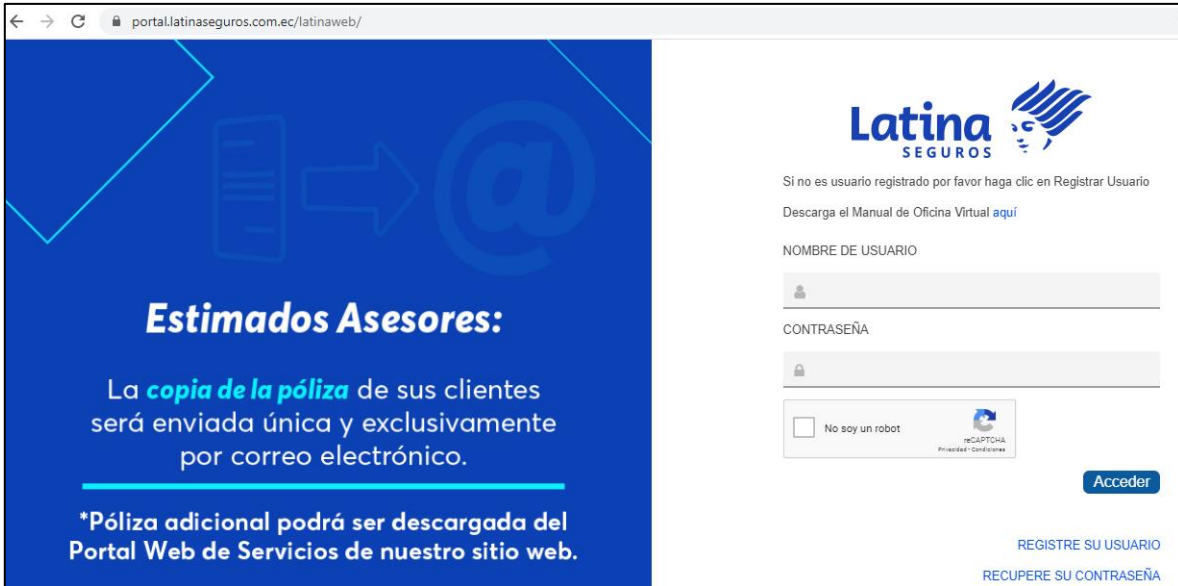 portal.latinaseguros.com.ec/latinaweb/
Estimados Asesores:
La copia de la póliza de sus clientes
será enviada única y exclusivamente
por correo electrónico.
*Póliza adicional podrá ser descargada del
Portal Web de Servicios de nuestro sitio web.
Latina
SEGUROS
Si no es usuario registrado por favor haga clic en Registrar Usuario
Descarga el Manual de Oficina Virtual aquí
NOMBRE DE USUARIO
CONTRASEÑA
No soy un robot
reCAPTCHA
Privacidad - Condiciones
Acceder
REGISTRE SU USUARIO
RECUPERE SU CONTRASEÑA